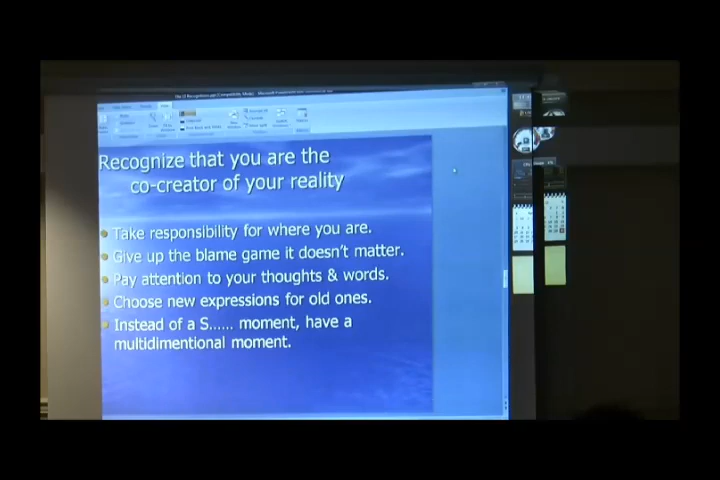 Recognize that you are the
co-creator of your reality
Take responsibility for where you are.
Give up the blame game it doesn't matter.
Pay attention to your thoughts & words.
Choose new expressions for old ones.
Instead of a S...... moment, have a
multidimentional moment.